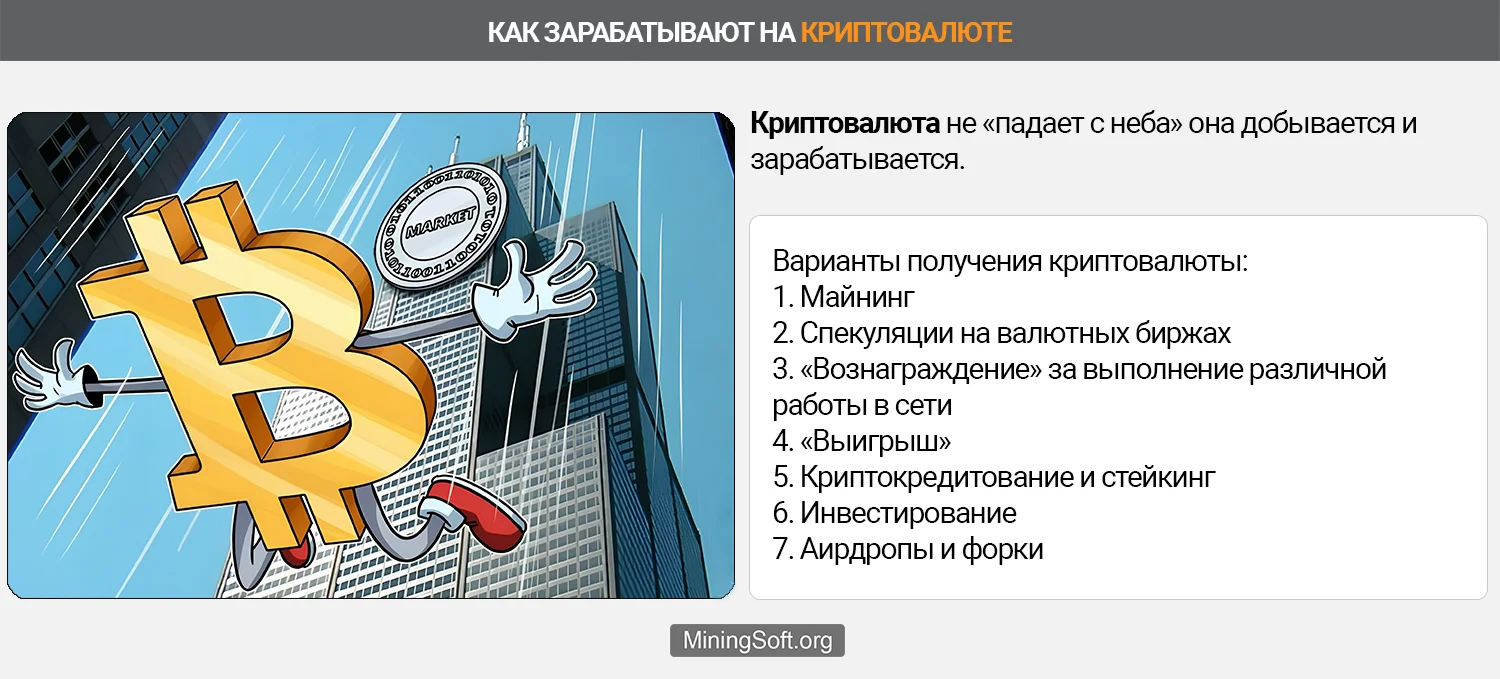 КАК ЗАРАБАТЫВАЮТ НА КРИПТОВАЛЮТЕ
Криптовалюта не «падает с неба» она добывается и
зарабатывается.
MARKET
Варианты получения криптовалюты:
1. Майнинг
2. Спекуляции на валютных биржах
3. «Вознаграждение» за выполнение различной
работы в сети
4. «Выигрыш»
5. Криптокредитование и стейкинг
6. Инвестирование
7. Аирдропы и форки
MiningSoft.org